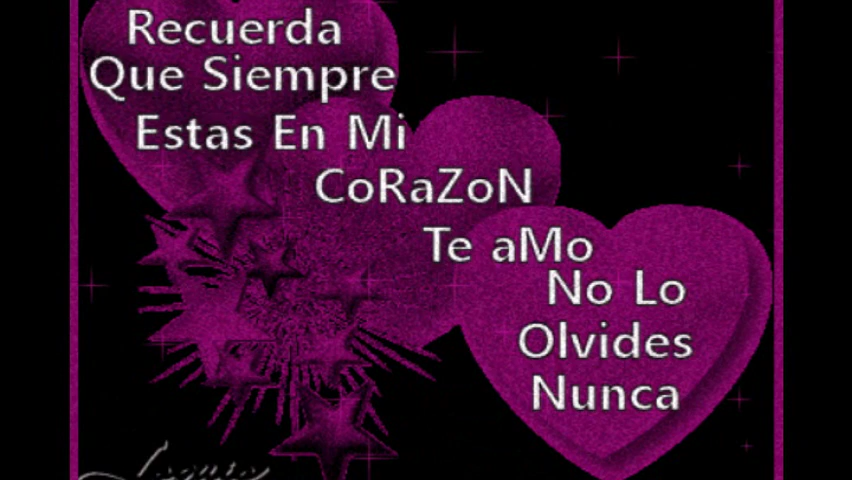 Recuerda
Que Siempre
Estas En Mi
CoRaZoN
Te aMo
No Lo
Olvides
Nunca